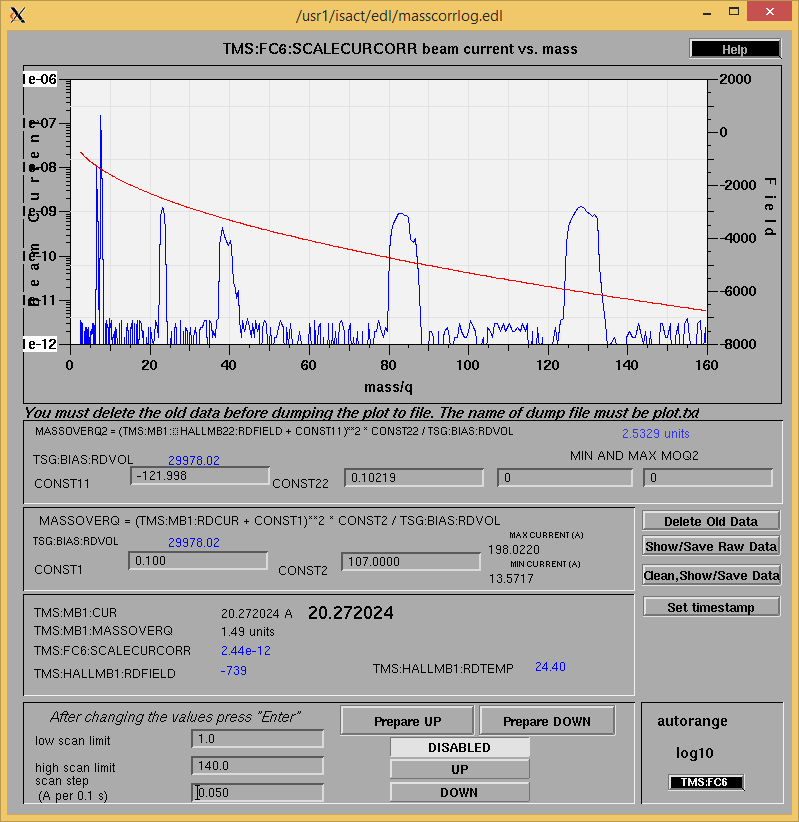 /usr1/isact/edl/masscorrlog.edl
TMS:FC6:SCALECURCORR beam current vs. mass
Help
1e-06
1e-07
1e-08
1e-09
1e-10
1e-11
1e-12
Beam Current
2000
0
-2000
-4000
-6000
-8000
Field
0 20 40 60 80 100 120 140 160
mass/q
You must delete the old data before dumping the plot to file. The name of dump file must be plot.txt
MASSOVERQ2 = (TMS:MB1:HALLMB22:RDFIELD + CONST11)**2 * CONST22 / TSG:BIAS:RDVOL
2.5329 units
TSG:BIAS:RDVOL 29978.02
MIN AND MAX MOQ2
CONST11 -121.998 CONST22 0.10219 0 0
MASSOVERQ = (TMS:MB1:RDCUR + CONST1)**2 * CONST2 / TSG:BIAS:RDVOL
TSG:BIAS:RDVOL 29978.02
MAX CURRENT (A)
198.0220
MIN CURRENT (A)
13.5717
CONST1 0.100 CONST2 107.0000
Delete Old Data
Show/Save Raw Data
Clean,Show/Save Data
Set timestamp
TMS:MB1:CUR 20.272024 A 20.272024
TMS:MB1:MASSOVERQ 1.49 units
TMS:FC6:SCALECURCORR 2.44e-12
TMS:HALLMB1:RDFIELD -739
TMS:HALLMB1:RDTEMP 24.40
After changing the values press "Enter"
low scan limit 1.0
high scan limit 140.0
scan step
(A per 0.1 s) 0.050
Prepare UP
Prepare DOWN
DISABLED
UP
DOWN
autorange
log10
TMS:FC6